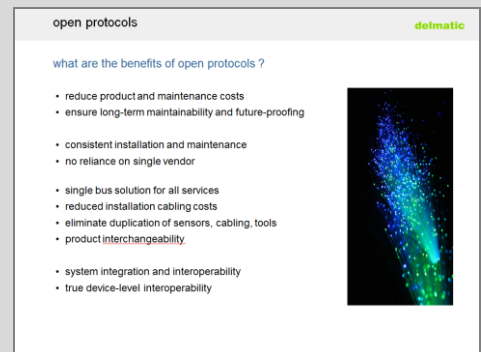 open protocols
delmatic
what are the benefits of open protocols ?
• reduce product and maintenance costs
• ensure long-term maintainability and future-proofing
• consistent installation and maintenance
• no reliance on single vendor
• single bus solution for all services
• reduced installation cabling costs
• eliminate duplication of sensors, cabling, tools
• product interchangeability
• system integration and interoperability
• true device-level interoperability